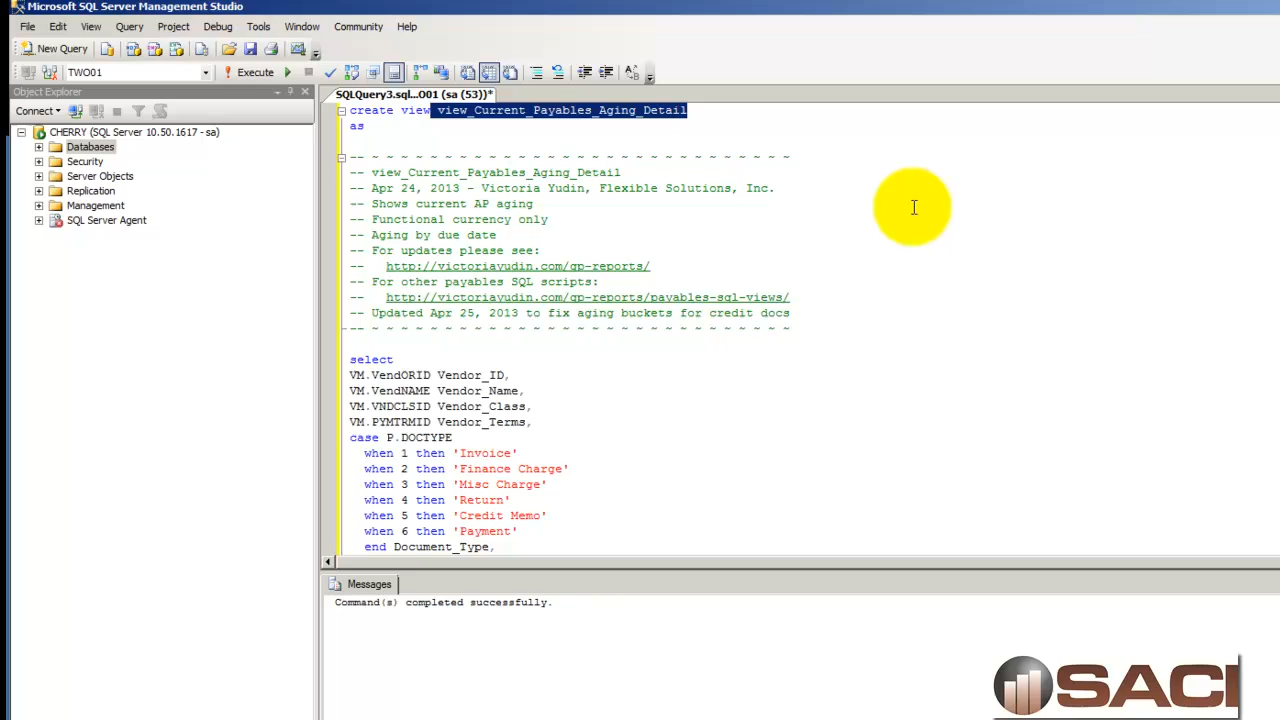 Microsoft SQL Server Management Studio
File Edit View Query Project Debug Tools Window Community Help
New Query
TWO01 Execute
Object Explorer
SQLQuery3.sql...O01 (sa (53))*
Connect
CHERRY (SQL Server 10.50.1617 - sa)
Databases
Security
Server Objects
Replication
Management
SQL Server Agent
create view view_Current_Payables_Aging_Detail
as
-- ~ ~ ~ ~ ~ ~ ~ ~ ~ ~ ~ ~ ~ ~ ~ ~ ~ ~ ~ ~ ~ ~ ~ ~ ~ ~ ~ ~ ~
-- view_Current_Payables_Aging_Detail
-- Apr 24, 2013 - Victoria Yudin, Flexible Solutions, Inc.
-- Shows current AP aging
-- Functional currency only
-- Aging by due date
-- For updates please see:
-- http://victoriayudin.com/gp-reports/
-- For other payables SQL scripts:
-- http://victoriayudin.com/gp-reports/payables-sql-views/
-- Updated Apr 25, 2013 to fix aging buckets for credit docs
-- ~ ~ ~ ~ ~ ~ ~ ~ ~ ~ ~ ~ ~ ~ ~ ~ ~ ~ ~ ~ ~ ~ ~ ~ ~ ~ ~ ~ ~
select
VM.VendORID Vendor_ID,
VM.VendNAME Vendor_Name,
VM.VNDCLSID Vendor_Class,
VM.PYMTRMID Vendor_Terms,
case P.DOCTYPE
when 1 then 'Invoice'
when 2 then 'Finance Charge'
when 3 then 'Misc Charge'
when 4 then 'Return'
when 5 then 'Credit Memo'
when 6 then 'Payment'
end Document_Type,
Messages
Command(s) completed successfully.
SACI